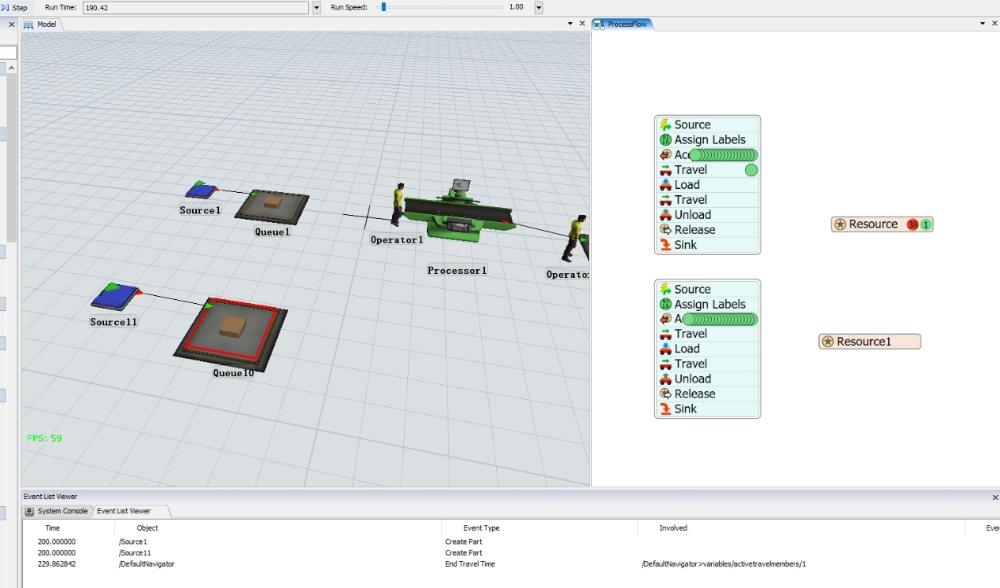 Step Run Time: 190.42 Run Speed: 1.00
Model
ProcessFlow
Source1
Queue1
Operator1
Processor1
Operator
Source11
Queue10
FPS: 59
Source
Assign Labels
Acq
Travel
Load
Travel
Unload
Release
Sink
Resource 38 1
Source
Assign Labels
A
Travel
Load
Travel
Unload
Release
Sink
Resource1
Event List Viewer
System Console Event List Viewer
Time Object Event Type Involved Ever
200.000000 /Source1 Create Part
200.000000 /Source11 Create Part
229.862842 /DefaultNavigator End Travel Time /DefaultNavigator>variables/activetravelmembers/1